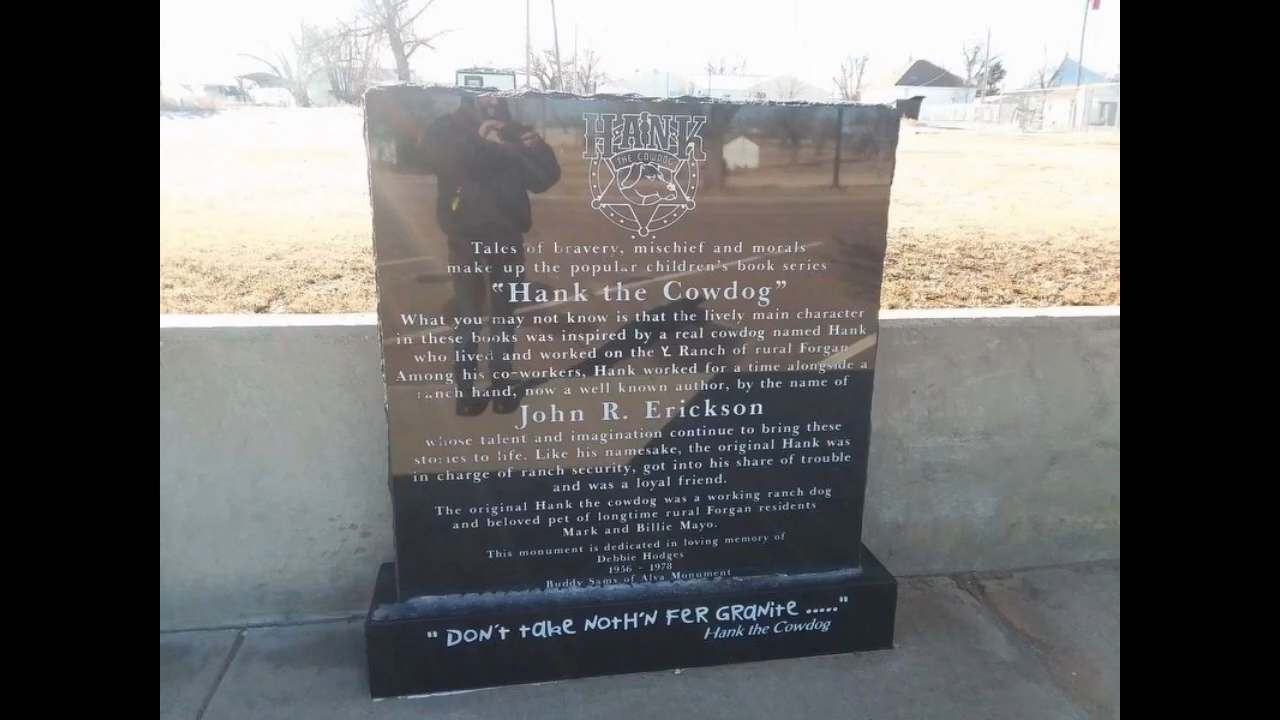 HANK
THE COWDOG
Tales of bravery, mischief and morals
make up the popular children's book series
"Hank the Cowdog"
What you may not know is that the lively main character
in these books was inspired by a real cowdog named Hank
who lived and worked on the Y Ranch of rural Forgan
Among his co-workers, Hank worked for a time alongside a
ranch hand, now a well known author, by the name of
John R. Erickson
whose talent and imagination continue to bring these
stories to life. Like his namesake, the original Hank was
in charge of ranch security, got into his share of trouble
and was a loyal friend.
The original Hank the cowdog was a working ranch dog
and beloved pet of longtime rural Forgan residents
Mark and Billie Mayo.
This monument is dedicated in loving memory of
Debbie Hodges
1956 - 1978
Buddy Sams of Alva Monument
"DON'T take NOTH'N FER GRANITE ....."
Hank the Cowdog